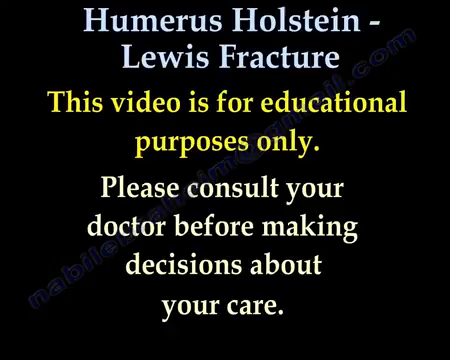 Humerus Holstein -
Lewis Fracture
This video is for educational
purposes only.
Please consult your
doctor before making
decisions about
your care.